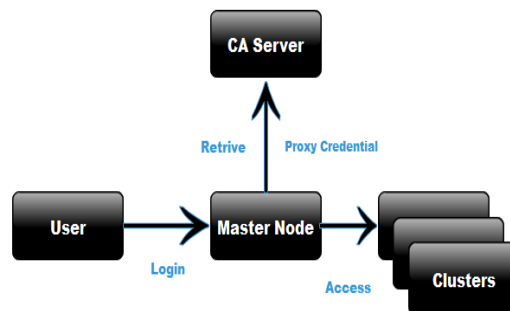 CA Server
Retrive
Proxy Credential
User
Master Node
Login
Access
Clusters